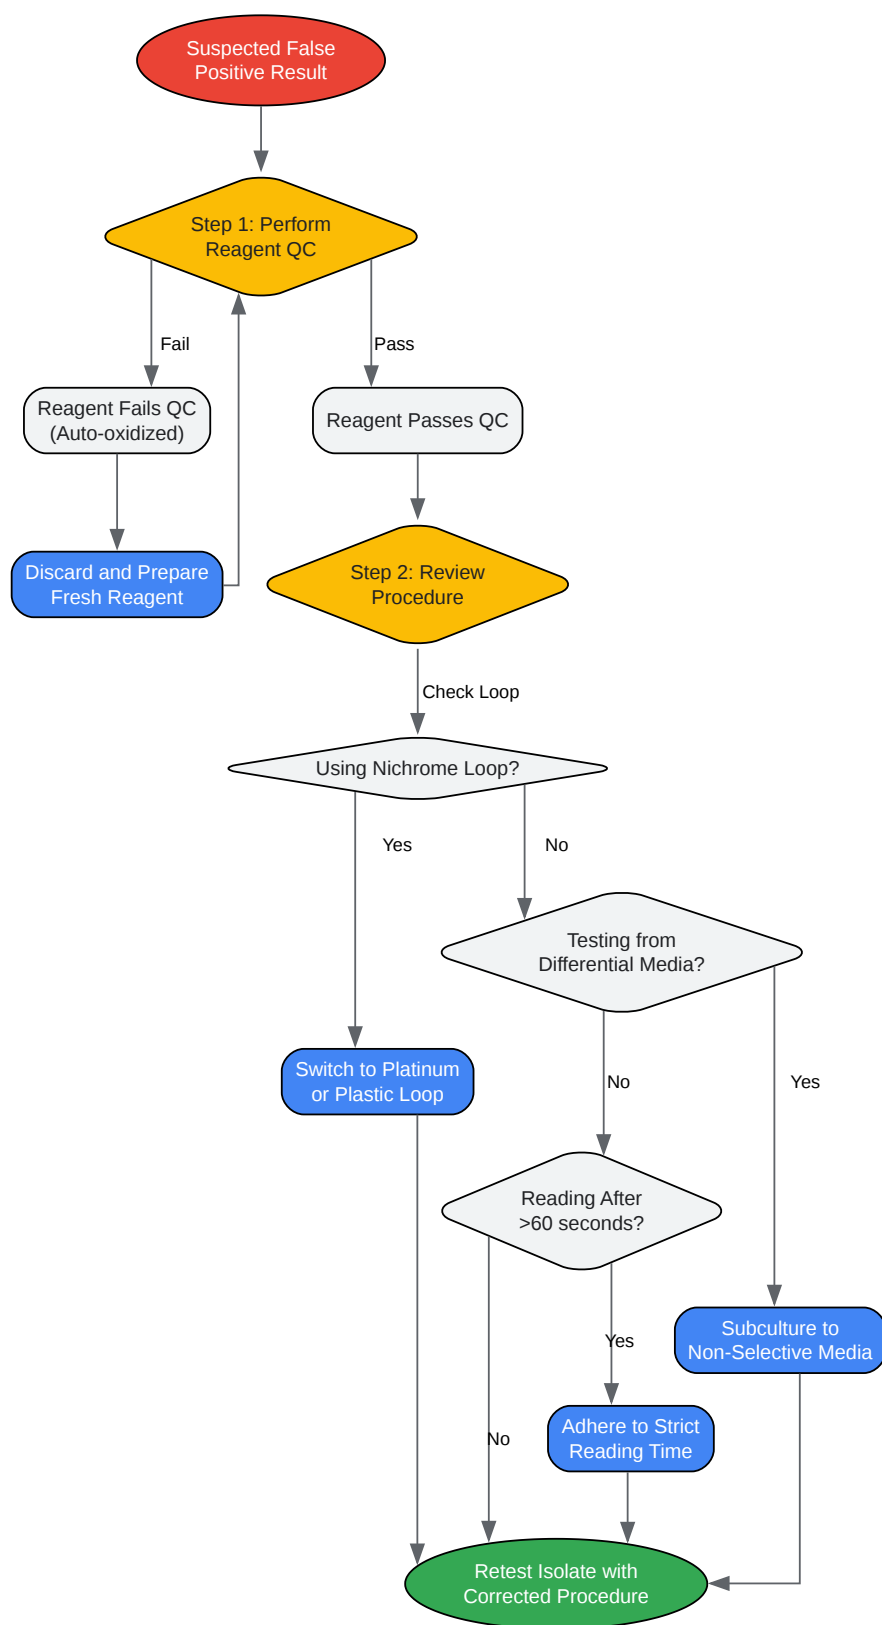 Suspected False
Positive Result
Step 1: Perform
Reagent QC
Fail
Pass
Reagent Fails QC
(Auto-oxidized)
Reagent Passes QC
Discard and Prepare
Fresh Reagent
Step 2: Review
Procedure
Check Loop
Using Nichrome Loop?
Yes
No
Testing from
Differential Media?
Switch to Platinum
or Plastic Loop
No
Yes
Reading After
>60 seconds?
Subculture to
Non-Selective Media
Yes
No
Adhere to Strict
Reading Time
Retest Isolate with
Corrected Procedure